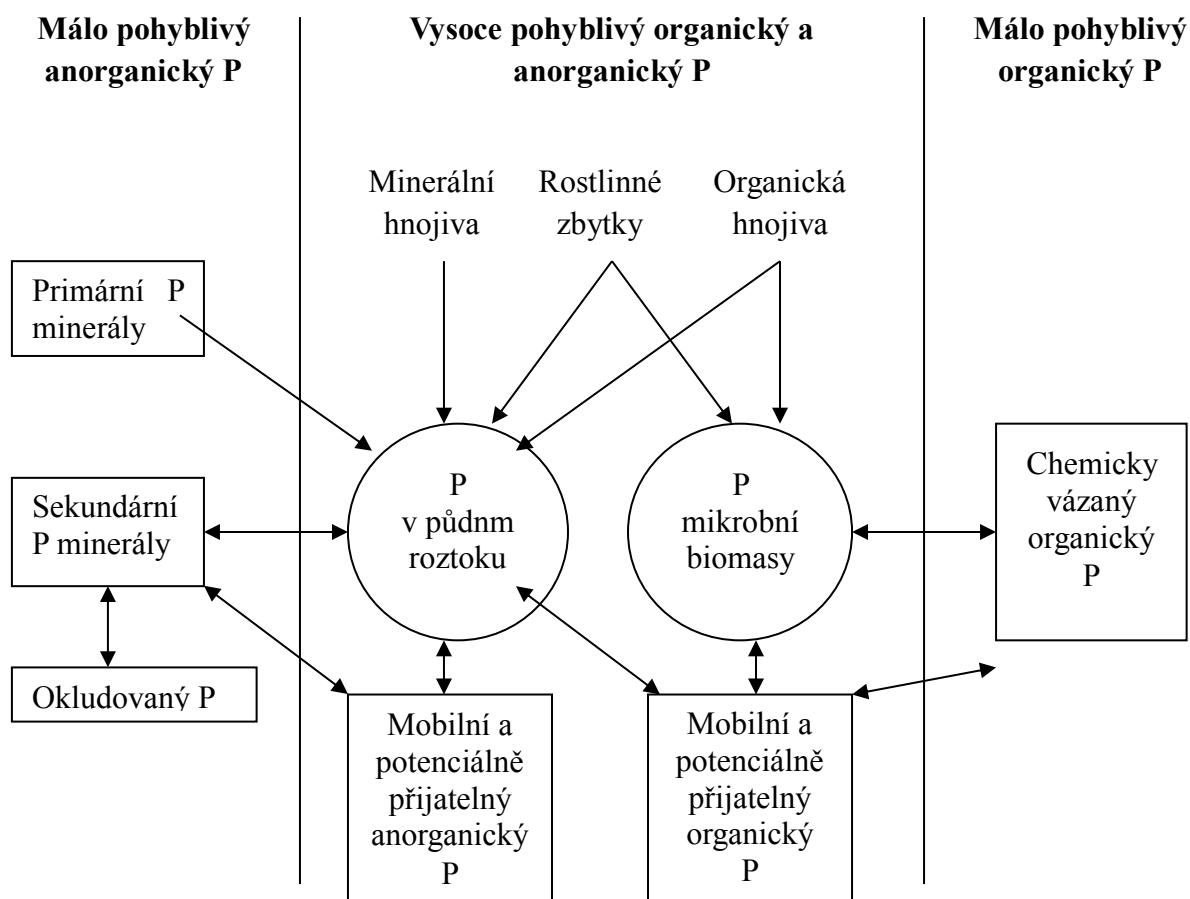 Málo pohyblivý
anorganický P
Vysoce pohyblivý organický a
anorganický P
Málo pohyblivý
organický P
Minerální
hnojiva
Rostlinné
zbytky
Organická
hnojiva
Primární P
minerály
Sekundární
P minerály
Okludovaný P
P
v půdnm
roztoku
P
mikrobní
biomasy
Chemicky
vázaný
organický
P
Mobilní a
potenciálně
přijatelný
anorganický
P
Mobilní a
potenciálně
přijatelný
organický
P